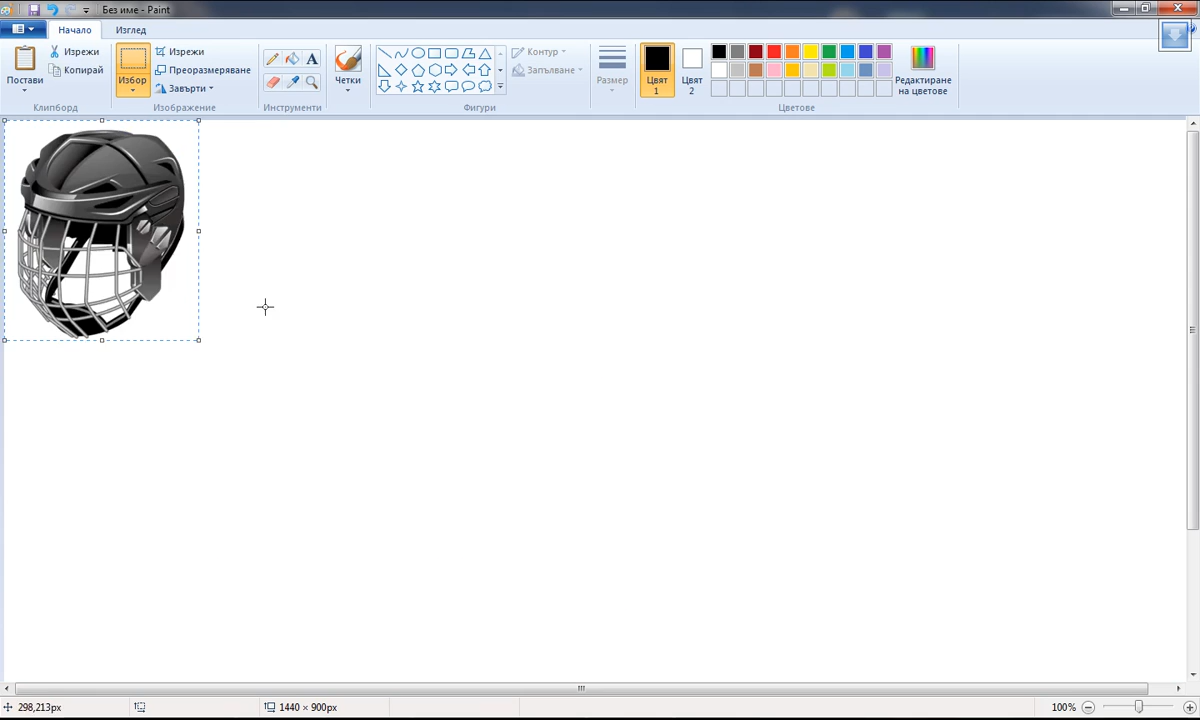 Без име - Paint
Начало Изглед
Постави
Изрежи
Копирай
Клипборд
Избор
Изрежи
Преоразмеряване
Завърти
Изображение
A
Инструменти
Четки
Контур
Запълване
Фигури
Размер
Цвят 1
Цвят 2
Редактиране на цветове
Цветове
298,213px 1440 × 900px 100%